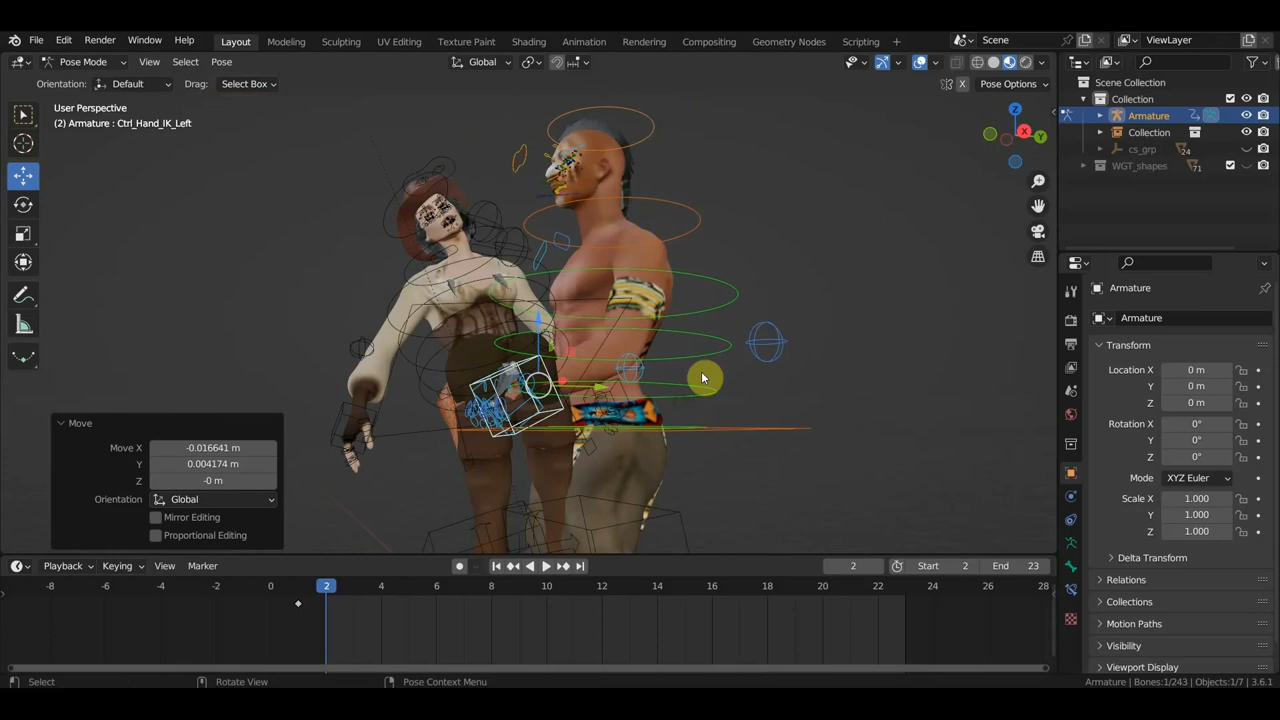 File Edit Render Window Help Layout Modeling Sculpting UV Editing Texture Paint Shading Animation Rendering Compositing Geometry Nodes Scripting + Scene ViewLayer
Pose Mode View Select Pose Global
Orientation: Default Drag: Select Box X Pose Options
User Perspective
(2) Armature : Ctrl_Hand_IK_Left
Z
X
Y
Scene Collection
Collection
Armature
Collection
cs_grp 24
WGT_shapes 71
Armature
Armature
Transform
Location X 0 m
Y 0 m
Z 0 m
Rotation X 0°
Y 0°
Z 0°
Mode XYZ Euler
Scale X 1.000
Y 1.000
Z 1.000
Delta Transform
Relations
Collections
Motion Paths
Visibility
Viewport Display
Move
Move X -0.016641 m
Y 0.004174 m
Z -0 m
Orientation Global
Mirror Editing
Proportional Editing
Playback Keying View Marker 2 Start 2 End 23
-8 -6 -4 -2 0 2 4 6 8 10 12 14 16 18 20 22 24 26 28
Select Rotate View Pose Context Menu Armature | Bones:1/243 | Objects:1/7 | 3.6.1